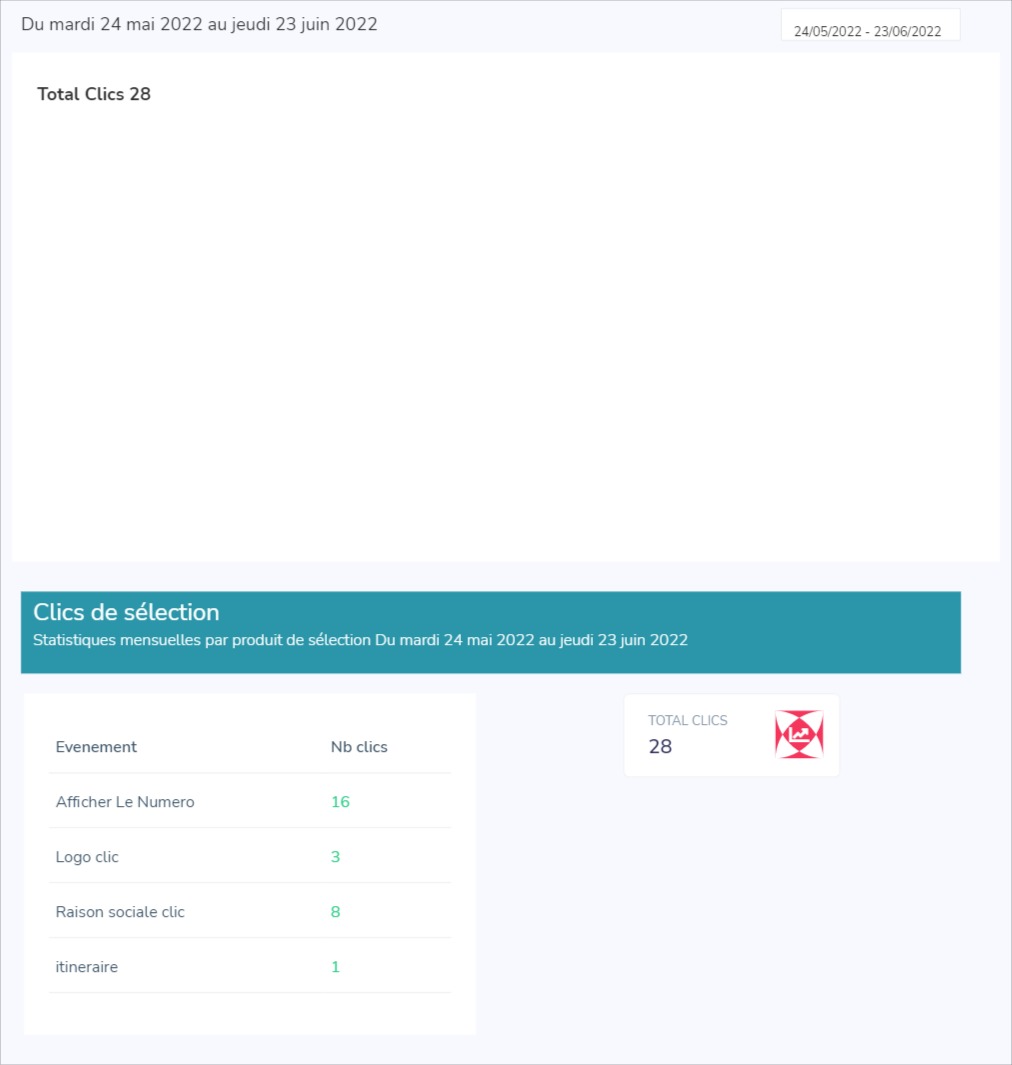 Du mardi 24 mai 2022 au jeudi 23 juin 2022
24/05/2022 - 23/06/2022
Total Clics 28
Clics de sélection
Statistiques mensuelles par produit de sélection Du mardi 24 mai 2022 au jeudi 23 juin 2022
Evenement Nb clics
Afficher Le Numero 16
Logo clic 3
Raison sociale clic 8
itineraire 1
TOTAL CLICS
28